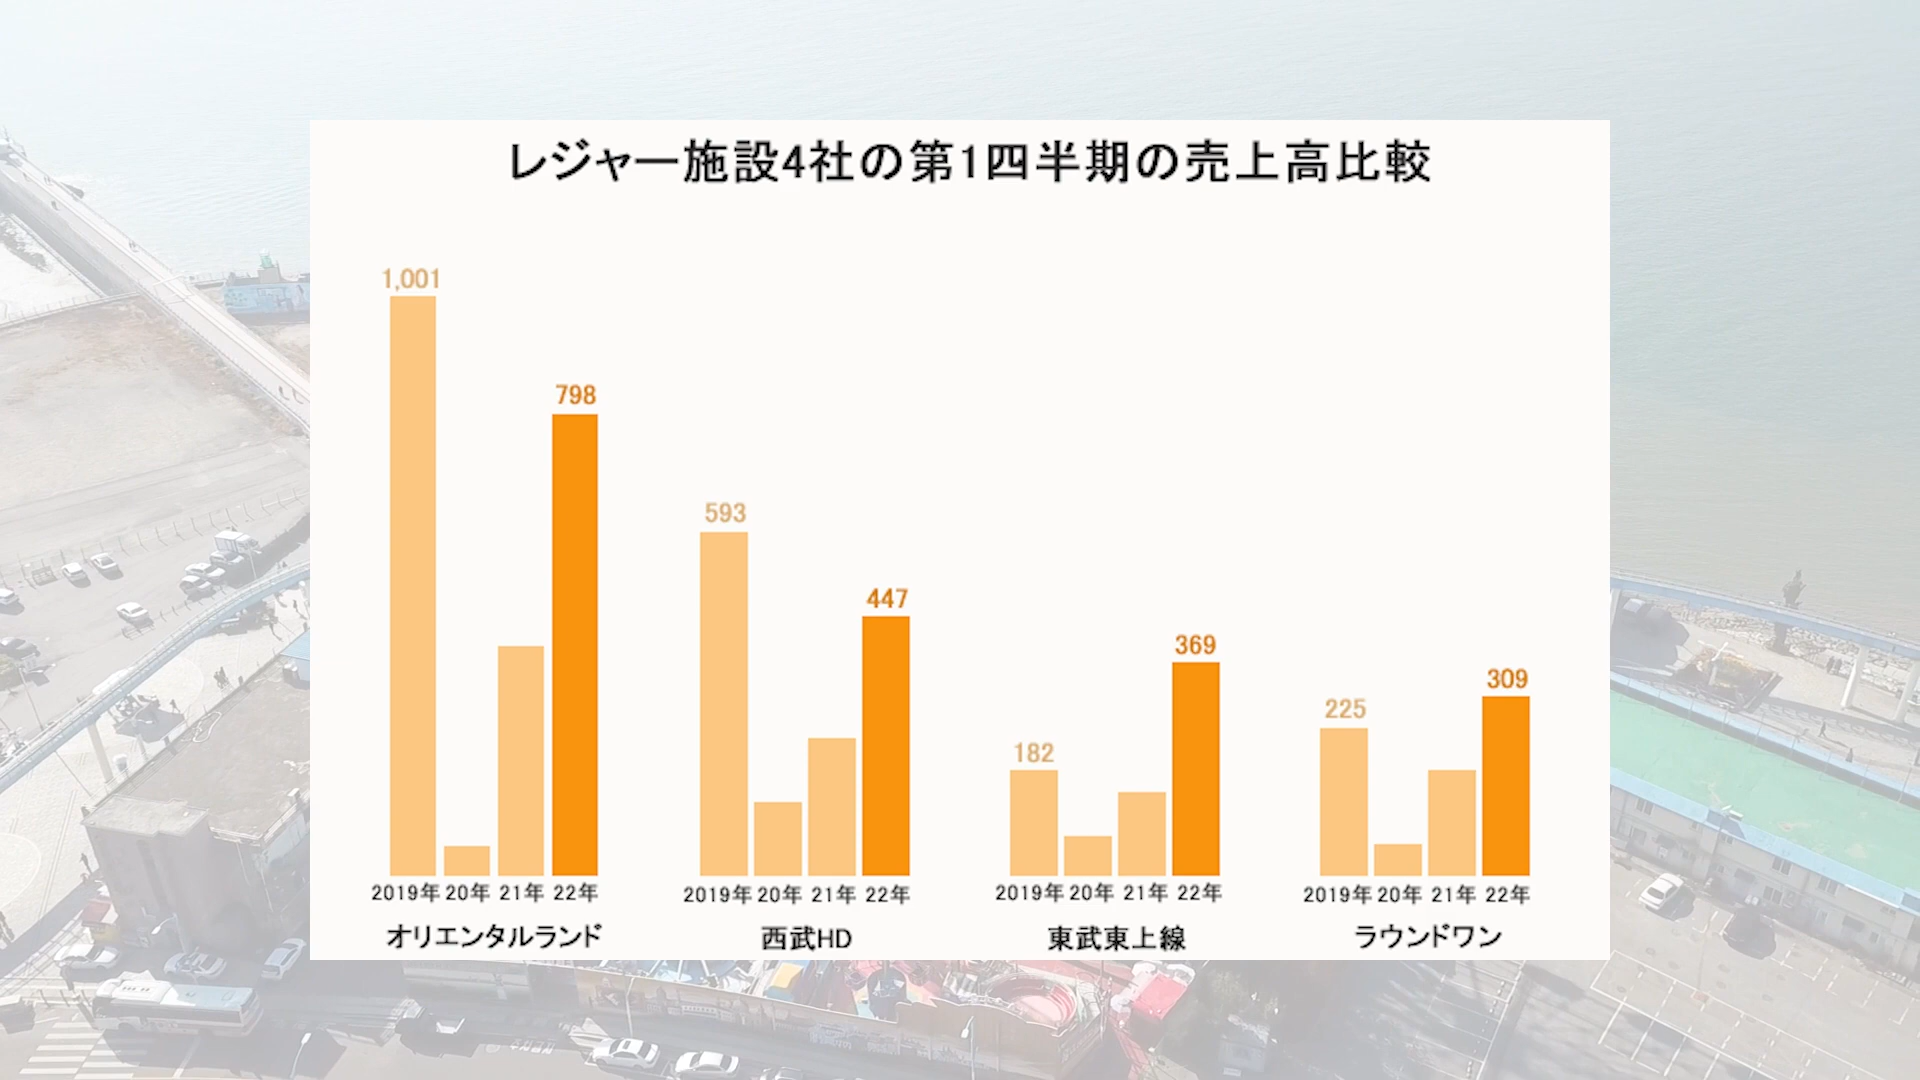 レジャー施設4社の第1四半期の売上高比較
1,001
798
593
447
369
309
225
182
2019年 20年 21年 22年
2019年 20年 21年 22年
2019年 20年 21年 22年
2019年 20年 21年 22年
オリエンタルランド
西武HD
東武東上線
ラウンドワン